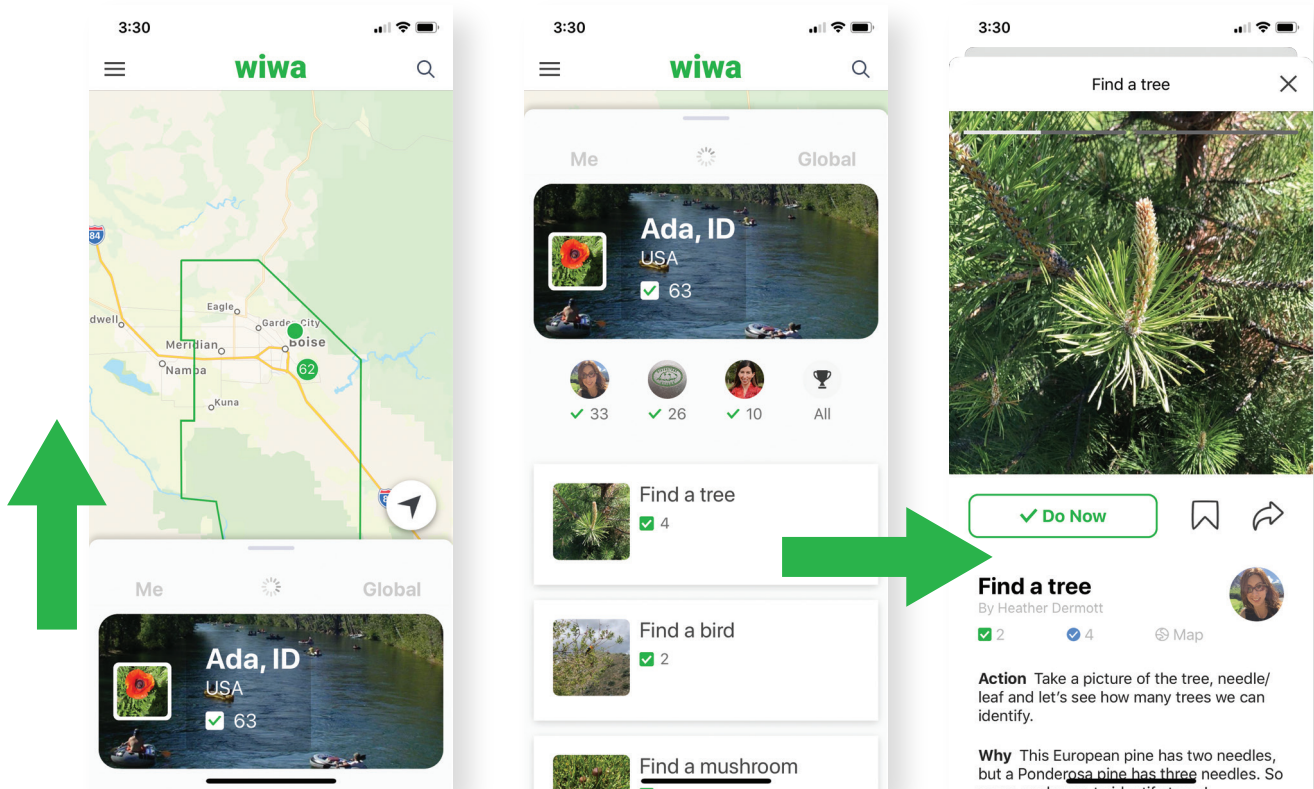 3:30
wiwa
84
Eagle
Garden City
dwell
Meridian
Boise
Nampa
62
Kuna
Me
Global
Ada, ID
USA
63
3:30
wiwa
Me
Global
Ada, ID
USA
63
33
26
10
All
Find a tree
4
Find a bird
2
Find a mushroom
3:30
Find a tree
Do Now
Find a tree
By Heather Dermott
2
4
Map
Action Take a picture of the tree, needle/
leaf and let's see how many trees we can
identify.
Why This European pine has two needles,
but a Ponderosa pine has three needles. So